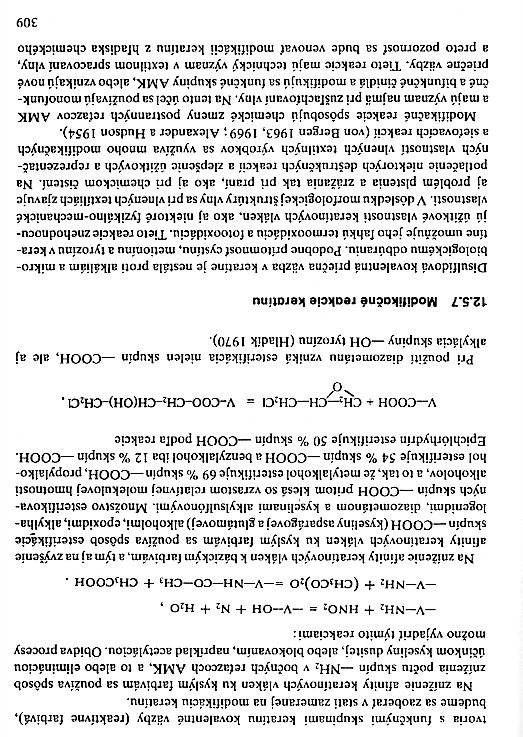 tvoria s funkčnými skupinami keratínu kovalentné väzby (reaktívne farbivá),
budeme sa zaoberať v stati zameranej na modifikáciu keratínu.
Na zníženie afinity keratínových vláken ku kyslým farbivám sa používa spôsob
zníženia počtu skupín —NH₂ v bočných reťazcoch AMK, a to alebo elimináciou
účinkom kyseliny dusitej, alebo blokovaním, napríklad acetyláciou. Obidva procesy
možno vyjadriť týmito reakciami:
—V—NH₂ + HNO₂ = —V—OH + N₂ + H₂O ,
—V—NH₂ + (CH₃CO)₂O =—V—NH—CO—CH₃ + CH₃COOH .
Na zníženie afinity keratínových vláken k bázickým farbivám, a tým aj na zvýšenie
afinity keratínových vláken ku kyslým farbivám sa používa spôsob esterifikácie
skupín —COOH (kyseliny asparágovej a glutámovej) alkoholmi, epoxidmi, alkylha-
logenidmi, diazometánom a kyselinami alkylsulfónovými. Množstvo esterifikova-
ných skupín —COOH pritom klesá so vzrastom relatívnej molekulovej hmotnosti
alkoholov, a to tak, že metylalkohol esterifikuje 69 % skupín —COOH, propylalko-
hol esterifikuje 54 % skupín —COOH a benzylalkohol iba 12 % skupín —COOH.
Epichlórhydrín esterifikuje 50 % skupín —COOH podľa reakcie
V—COOH + CH₂—CH—CH₂Cl = V–COO–CH₂–CH(OH)–CH₂Cl .
O
Pri použití diazometánu vzniká esterifikácia nielen skupín —COOH, ale aj
alkylácia skupiny —OH tyrozínu (Hladík 1970).
12.5.7 Modifikačné reakcie keratínu
Disulfidová kovalentná priečna väzba v keratíne je nestála proti alkáliám a mikro-
biologickému odbúraniu. Podobne prítomnosť cystínu, metionínu a tyrozínu v kera-
tíne umožňuje jeho ľahkú termooxidáciu a fotooxidáciu. Tieto reakcie znehodnocu-
jú úžitkové vlastnosti keratínových vláken, ako aj niektoré fyzikálno-mechanické
vlastnosti. V dôsledku morfologickej štruktúry vlny sa pri vlnených textíliách zjavuje
aj problém plstenia a zrážania tak pri praní, ako aj pri chemickom čistení. Na
potlačenie niektorých deštrukčných reakcií a zlepšenie úžitkových a reprezentač-
ných vlastností vlnených textilných výrobkov sa využíva mnoho modifikačných
a sieťovacích reakcií (von Bergen 1963, 1969; Alexander a Hudson 1954).
Modifikačné reakcie spôsobujú chemické zmeny postranných reťazcov AMK
a majú význam najmä pri zušľachťovaní vlny. Na tento účel sa používajú monofunk-
čné a bifunkčné činidlá a modifikujú sa funkčné skupiny AMK, alebo vznikajú nové
priečne väzby. Tieto reakcie majú technický význam v textilnom spracovaní vlny,
a preto pozornosť sa bude venovať modifikácii keratínu z hľadiska chemického
309